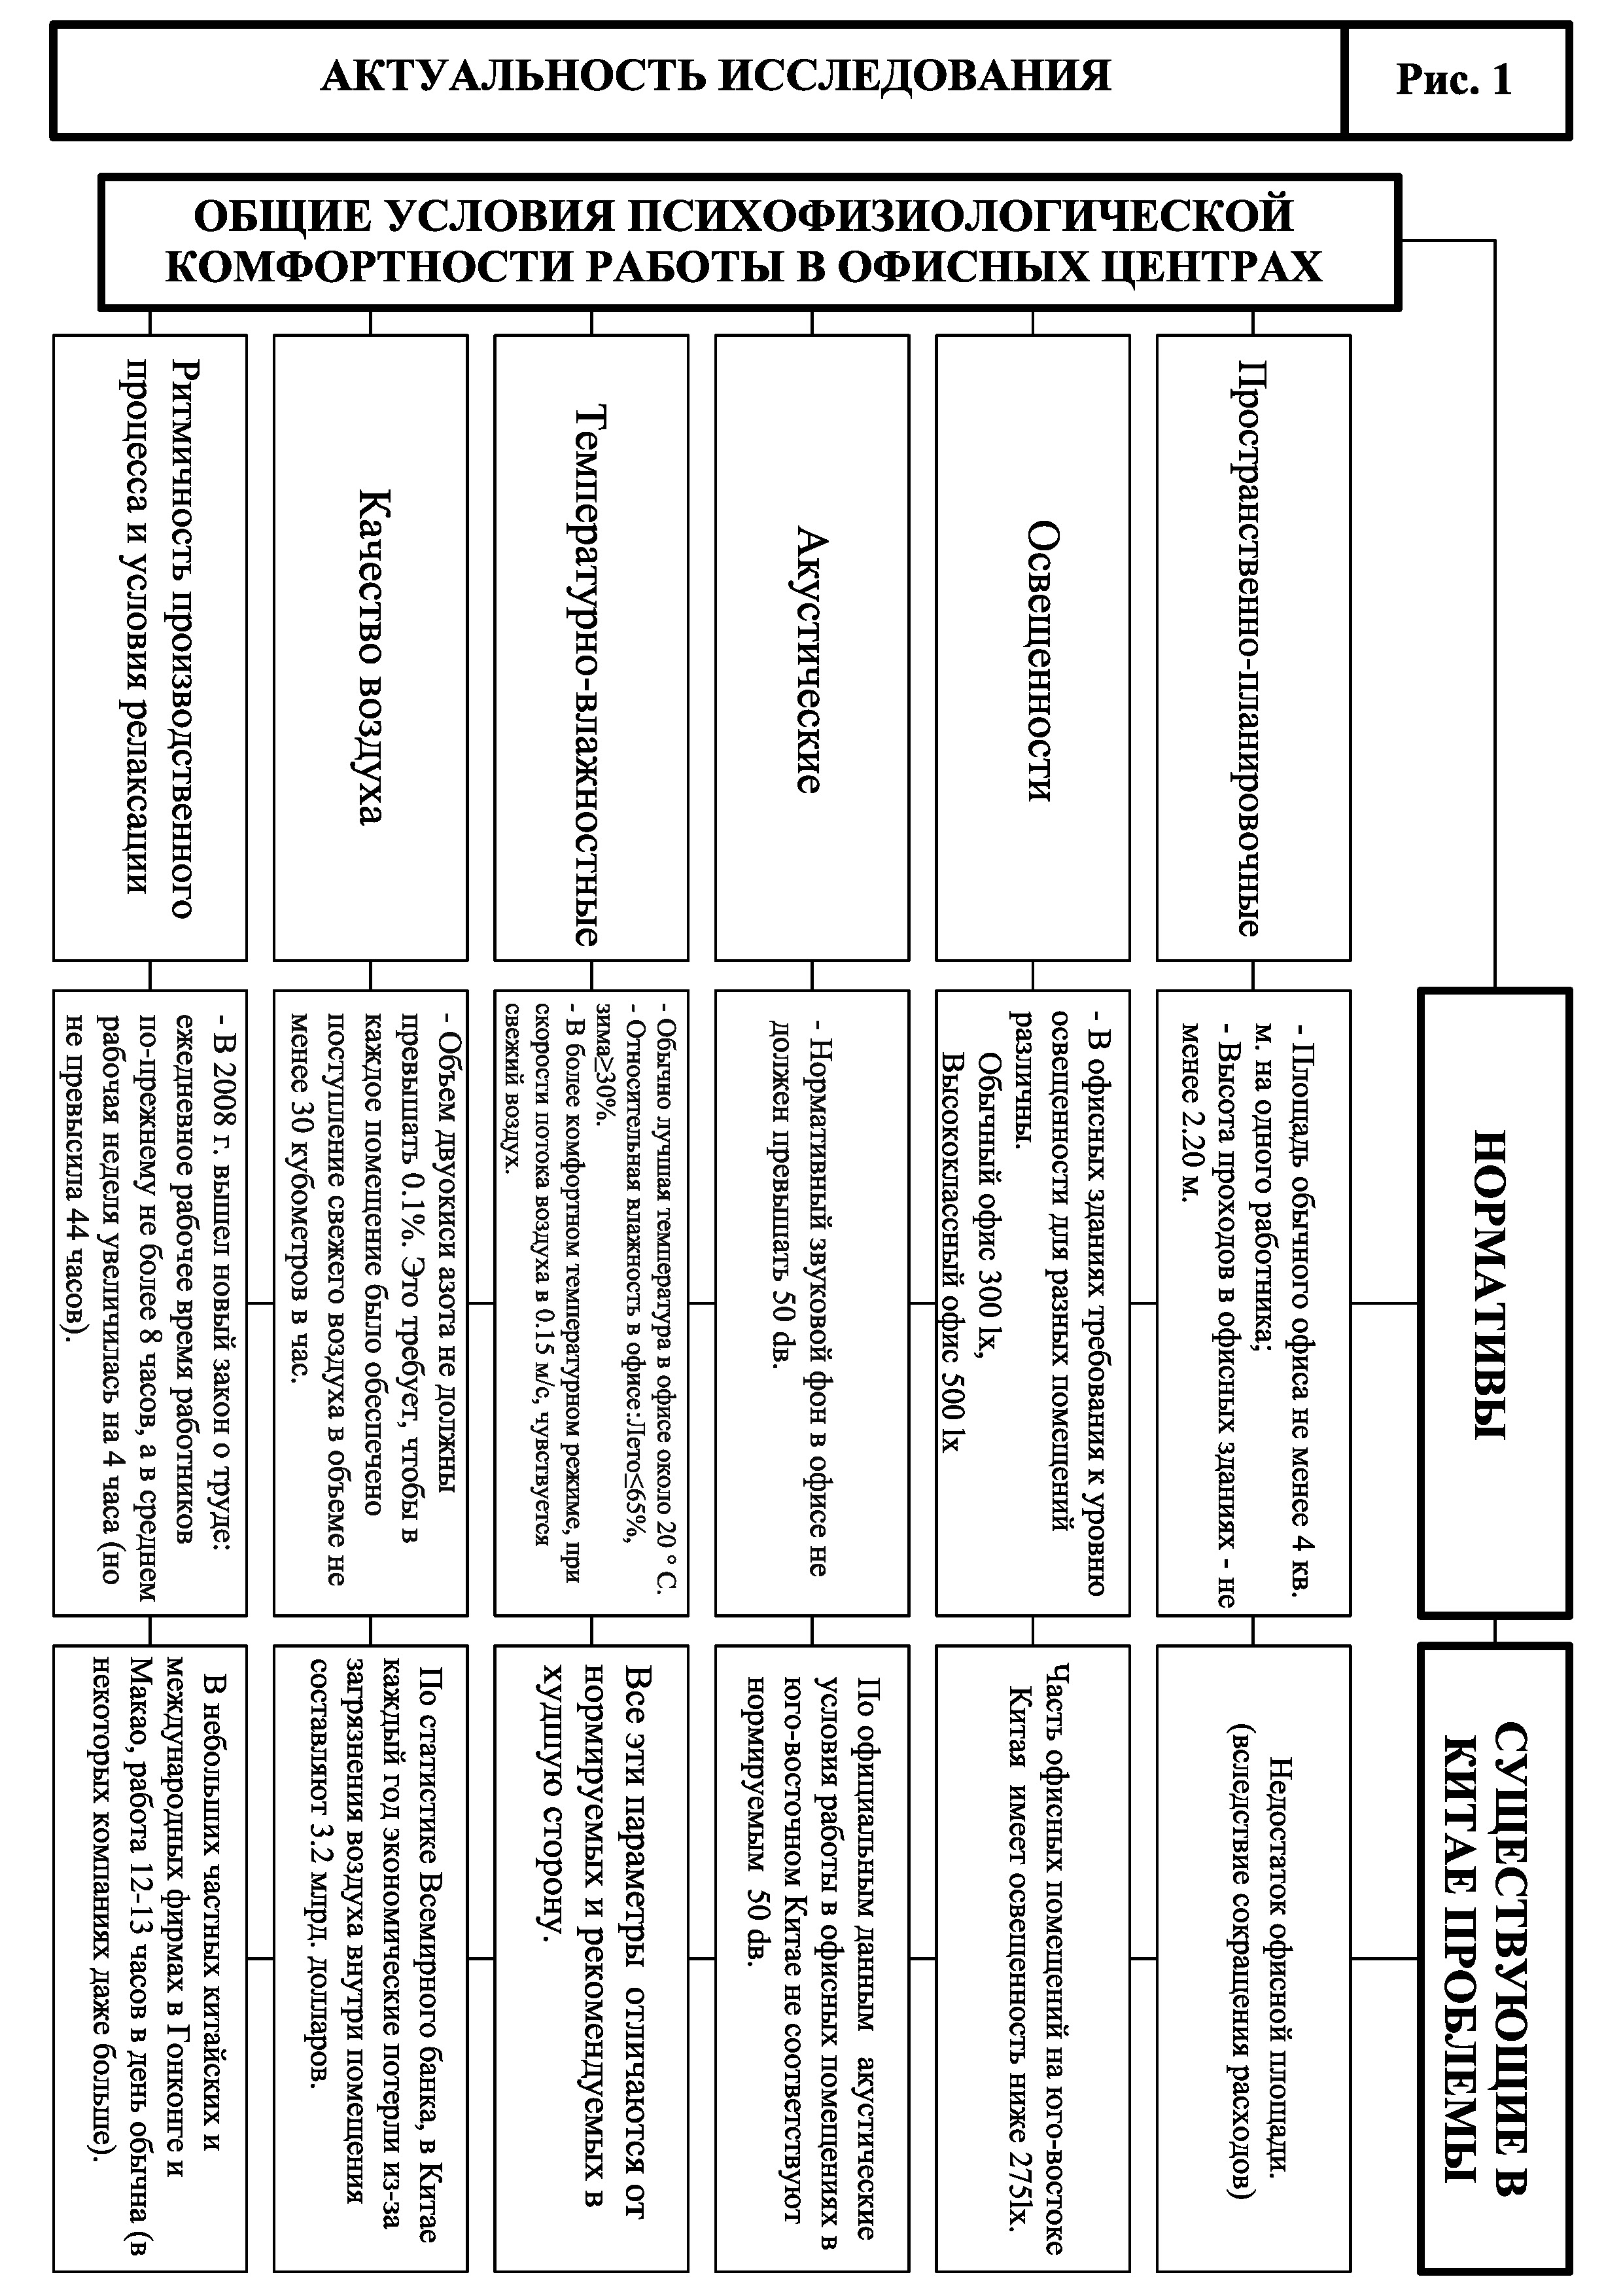 АКТУАЛЬНОСТЬ ИССЛЕДОВАНИЯ
Рис. 1
ОБЩИЕ УСЛОВИЯ ПСИХОФИЗИОЛОГИЧЕСКОЙ
КОМФОРТНОСТИ РАБОТЫ В ОФИСНЫХ ЦЕНТРАХ
НОРМАТИВЫ
СУЩЕСТВУЮЩИЕ В
КИТАЕ ПРОБЛЕМЫ
Пространственно-планировочные
- Площадь обычного офиса не менее 4 кв.
м. на одного работника;
- Высота проходов в офисных зданиях - не
менее 2.20 м.
Недостаток офисной площади.
(вследствие сокращения расходов)
Освещенности
- В офисных зданиях требования к уровню
освещенности для разных помещений
различны.
Обычный офис 300 lx,
Высококлассный офис 500 lx
Часть офисных помещений на юго-востоке
Китая имеет освещенность ниже 275lx.
Акустические
- Нормативный звуковой фон в офисе не
должен превышать 50 dв.
По официальным данным акустические
условия работы в офисных помещениях в
юго-восточном Китае не соответствуют
нормируемым 50 dв.
Температурно-влажностные
- Обычно лучшая температура в офисе около 20 ° С.
- Относительная влажность в офисе:Лето≤65%,
зима≥30%.
- В более комфортном температурном режиме, при
скорости потока воздуха в 0.15 м/с, чувствуется
свежий воздух.
Все эти параметры отличаются от
нормируемых и рекомендуемых в
худшую сторону.
Качество воздуха
- Объем двуокиси азота не должны
превышать 0.1%. Это требует, чтобы в
каждое помещение было обеспечено
поступление свежего воздуха в объеме не
менее 30 кубометров в час.
По статистике Всемирного банка, в Китае
каждый год экономические потерли из-за
загрязнения воздуха внутри помещения
составляют 3.2 млрд. долларов.
Ритмичность производственного
процесса и условия релаксации
- В 2008 г. вышел новый закон о труде:
ежедневное рабочее время работников
по-прежнему не более 8 часов, а в среднем
рабочая неделя увеличилась на 4 часа (но
не превысила 44 часов).
В небольших частных китайских и
международных фирмах в Гонконге и
Макао, работа 12-13 часов в день обычна (в
некоторых компаниях даже больше).